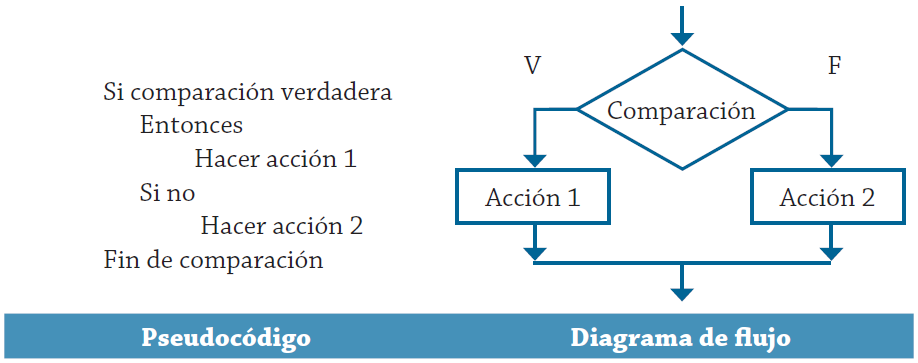 Si comparación verdadera
Entonces
Hacer acción 1
Si no
Hacer acción 2
Fin de comparación
V
F
Comparación
Acción 1
Acción 2
Pseudocódigo
Diagrama de flujo